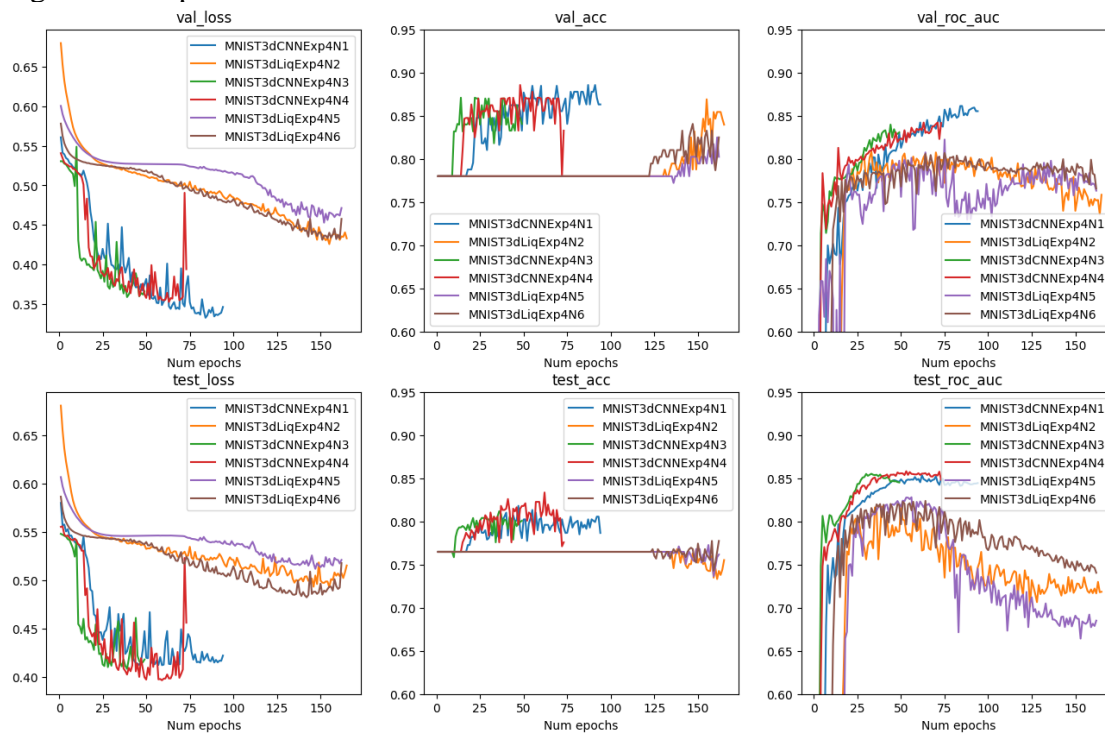 val_loss
0.65
0.60
0.55
0.50
0.45
0.40
0.35
0 25 50 75 100 125 150
Num epochs
MNIST3dCNNExp4N1
MNIST3dLiqExp4N2
MNIST3dCNNExp4N3
MNIST3dCNNExp4N4
MNIST3dLiqExp4N5
MNIST3dLiqExp4N6
val_acc
0.95
0.90
0.85
0.80
0.75
0.70
0.65
0.60
0 25 50 75 100 125 150
Num epochs
MNIST3dCNNExp4N1
MNIST3dLiqExp4N2
MNIST3dCNNExp4N3
MNIST3dCNNExp4N4
MNIST3dLiqExp4N5
MNIST3dLiqExp4N6
val_roc_auc
0.95
0.90
0.85
0.80
0.75
0.70
0.65
0.60
0 25 50 75 100 125 150
Num epochs
MNIST3dCNNExp4N1
MNIST3dLiqExp4N2
MNIST3dCNNExp4N3
MNIST3dCNNExp4N4
MNIST3dLiqExp4N5
MNIST3dLiqExp4N6
test_loss
0.65
0.60
0.55
0.50
0.45
0.40
0 25 50 75 100 125 150
Num epochs
MNIST3dCNNExp4N1
MNIST3dLiqExp4N2
MNIST3dCNNExp4N3
MNIST3dCNNExp4N4
MNIST3dLiqExp4N5
MNIST3dLiqExp4N6
test_acc
0.95
0.90
0.85
0.80
0.75
0.70
0.65
0.60
0 25 50 75 100 125 150
Num epochs
MNIST3dCNNExp4N1
MNIST3dLiqExp4N2
MNIST3dCNNExp4N3
MNIST3dCNNExp4N4
MNIST3dLiqExp4N5
MNIST3dLiqExp4N6
test_roc_auc
0.95
0.90
0.85
0.80
0.75
0.70
0.65
0.60
0 25 50 75 100 125 150
Num epochs
MNIST3dCNNExp4N1
MNIST3dLiqExp4N2
MNIST3dCNNExp4N3
MNIST3dCNNExp4N4
MNIST3dLiqExp4N5
MNIST3dLiqExp4N6